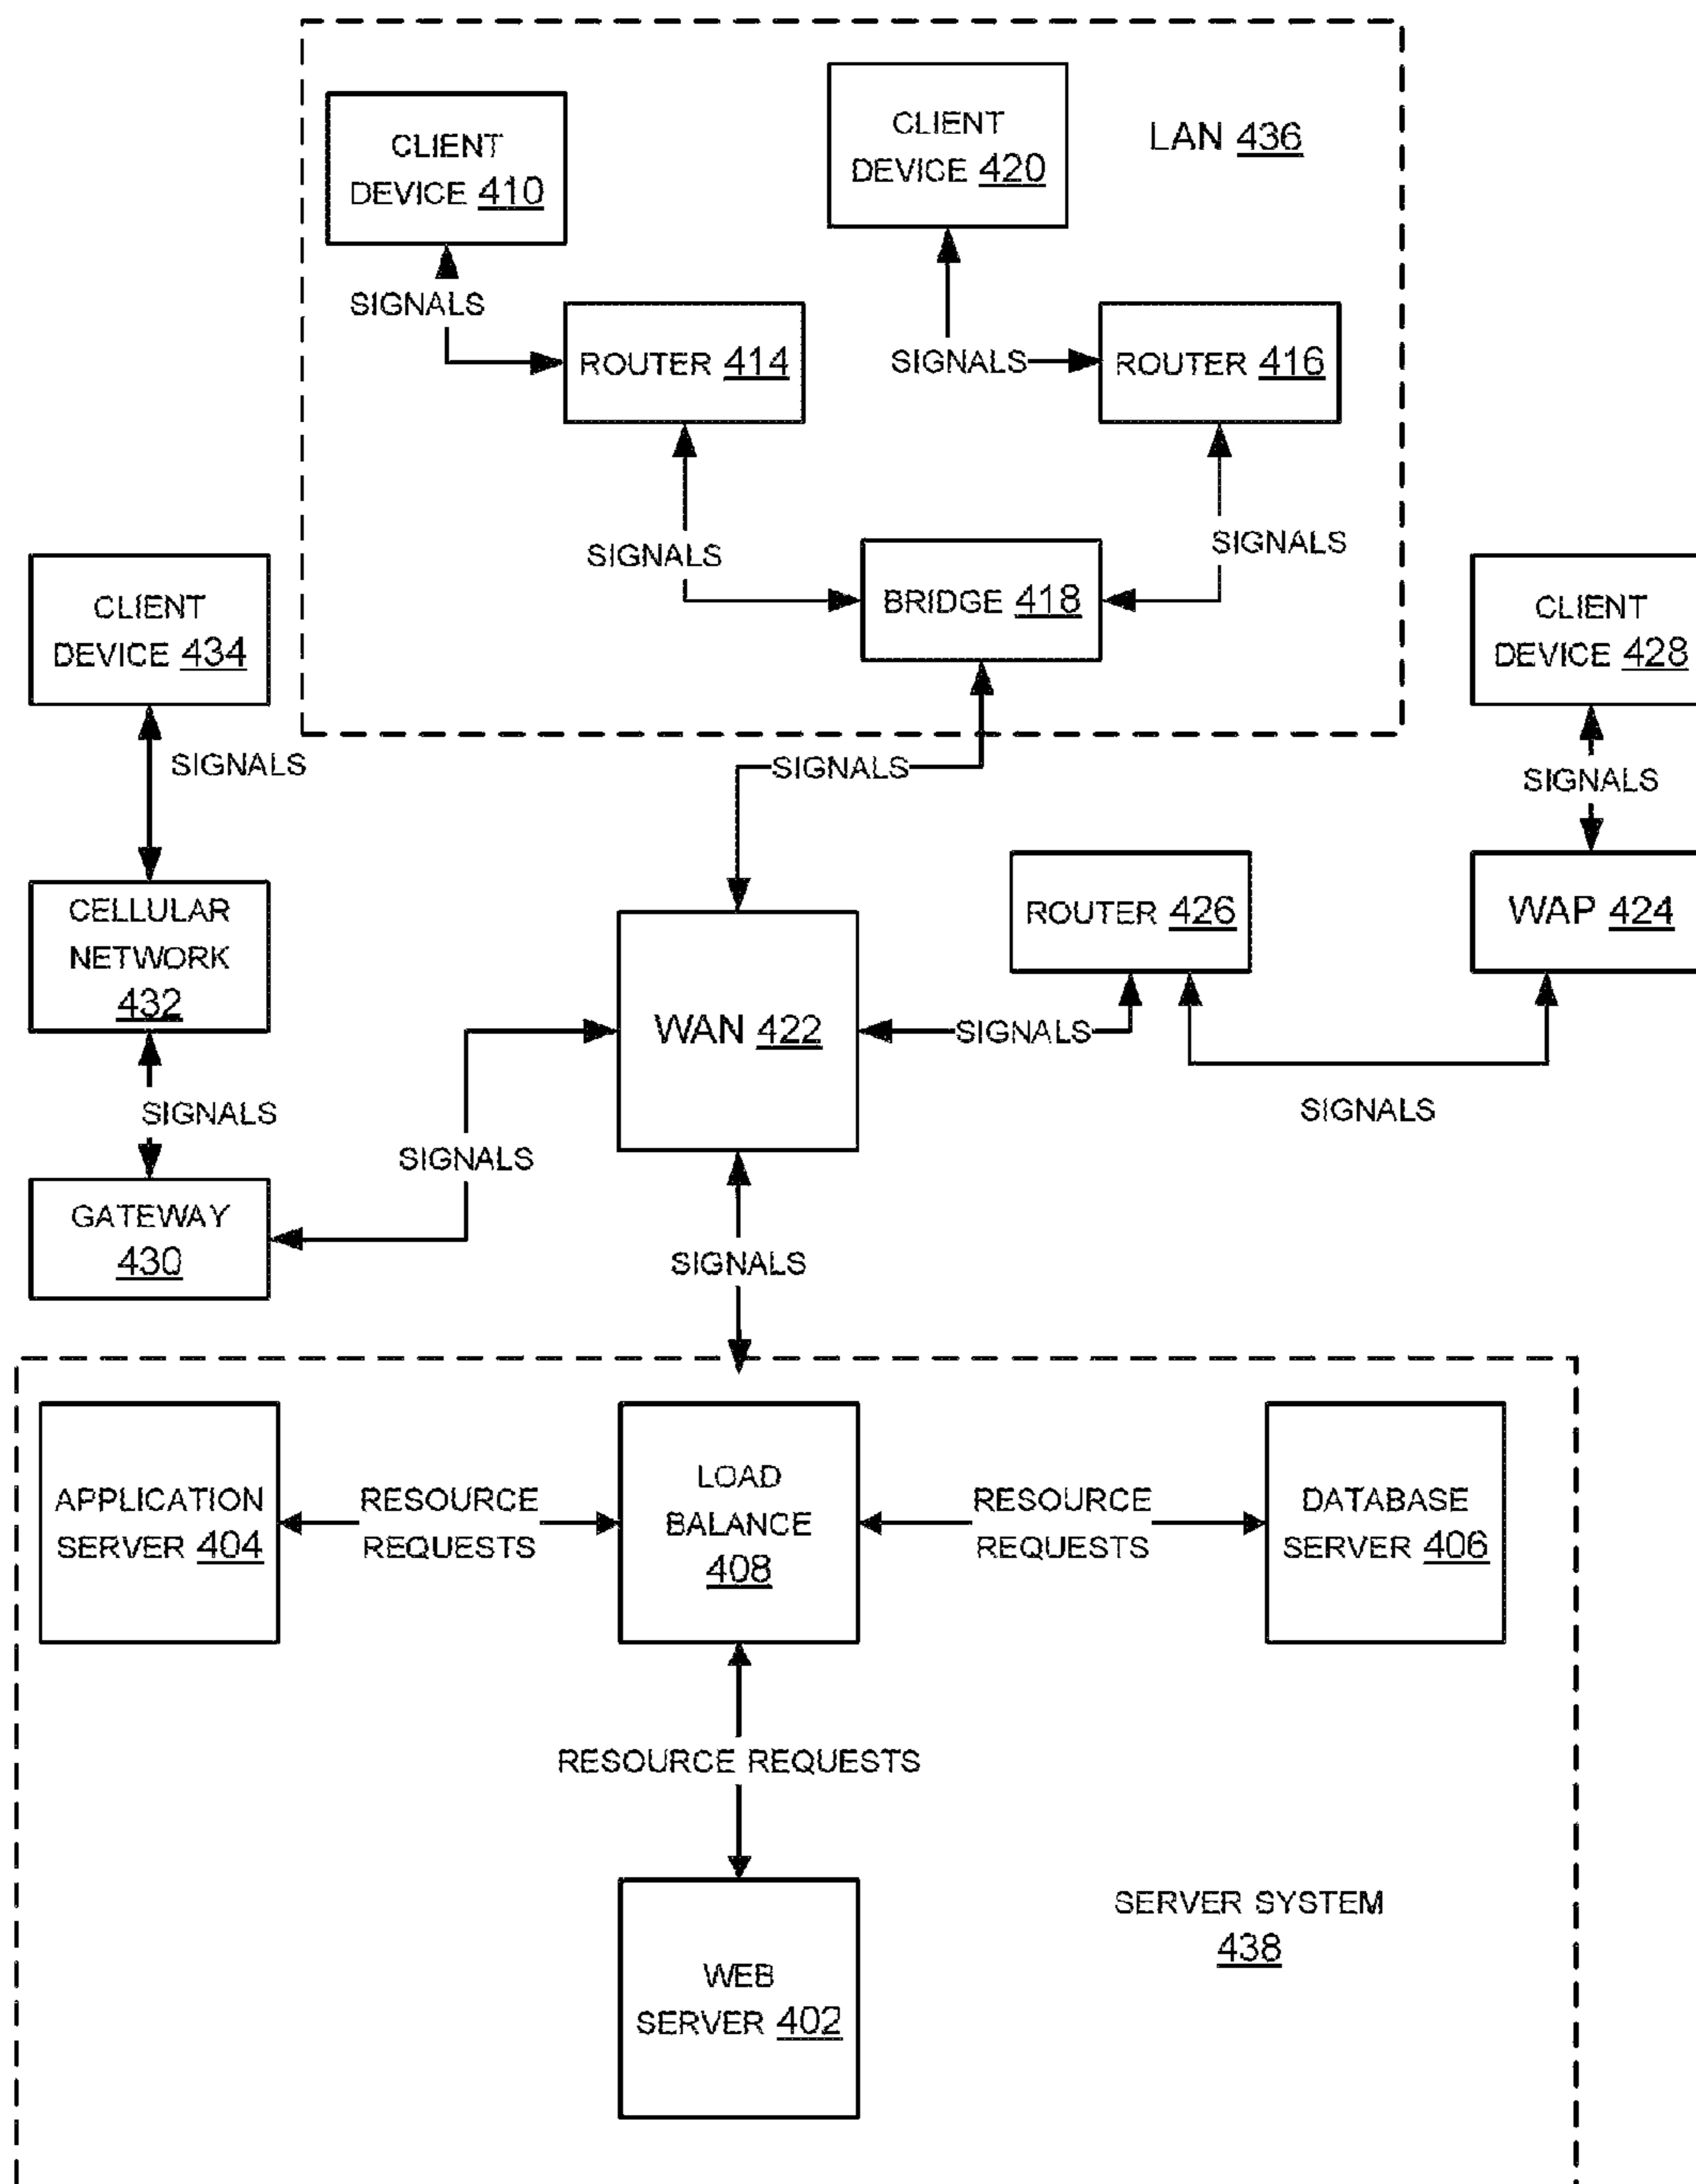 CLIENT
DEVICE 410
CLIENT
DEVICE 420
LAN 436
SIGNALS
ROUTER 414
SIGNALS
ROUTER 416
SIGNALS
SIGNALS
BRIDGE 418
CLIENT
DEVICE 434
CLIENT
DEVICE 428
SIGNALS
SIGNALS
SIGNALS
CELLULAR
NETWORK
432
ROUTER 426
WAP 424
WAN 422
SIGNALS
SIGNALS
SIGNALS
SIGNALS
GATEWAY
430
SIGNALS
APPLICATION
SERVER 404
RESOURCE
REQUESTS
LOAD
BALANCE
408
RESOURCE
REQUESTS
DATABASE
SERVER 406
RESOURCE REQUESTS
SERVER SYSTEM
438
WEB
SERVER 402